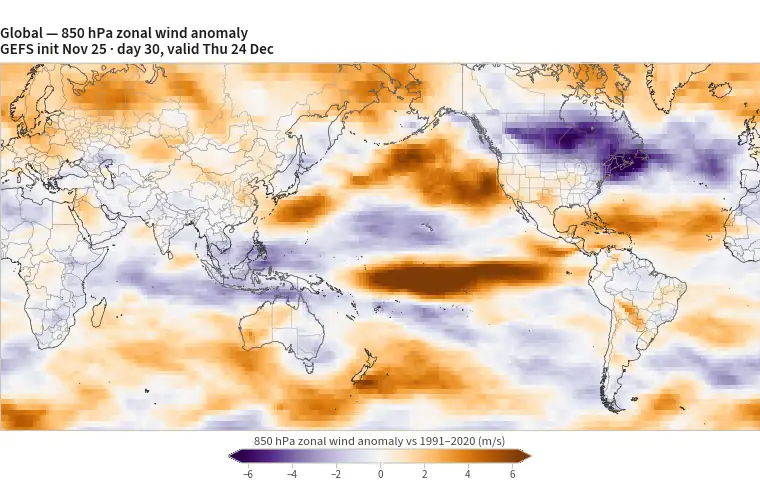 Global — 850 hPa zonal wind anomaly
GEFS init Nov 25 · day 30, valid Thu 24 Dec
850 hPa zonal wind anomaly vs 1991–2020 (m/s)
−6 −4 −2 0 2 4 6